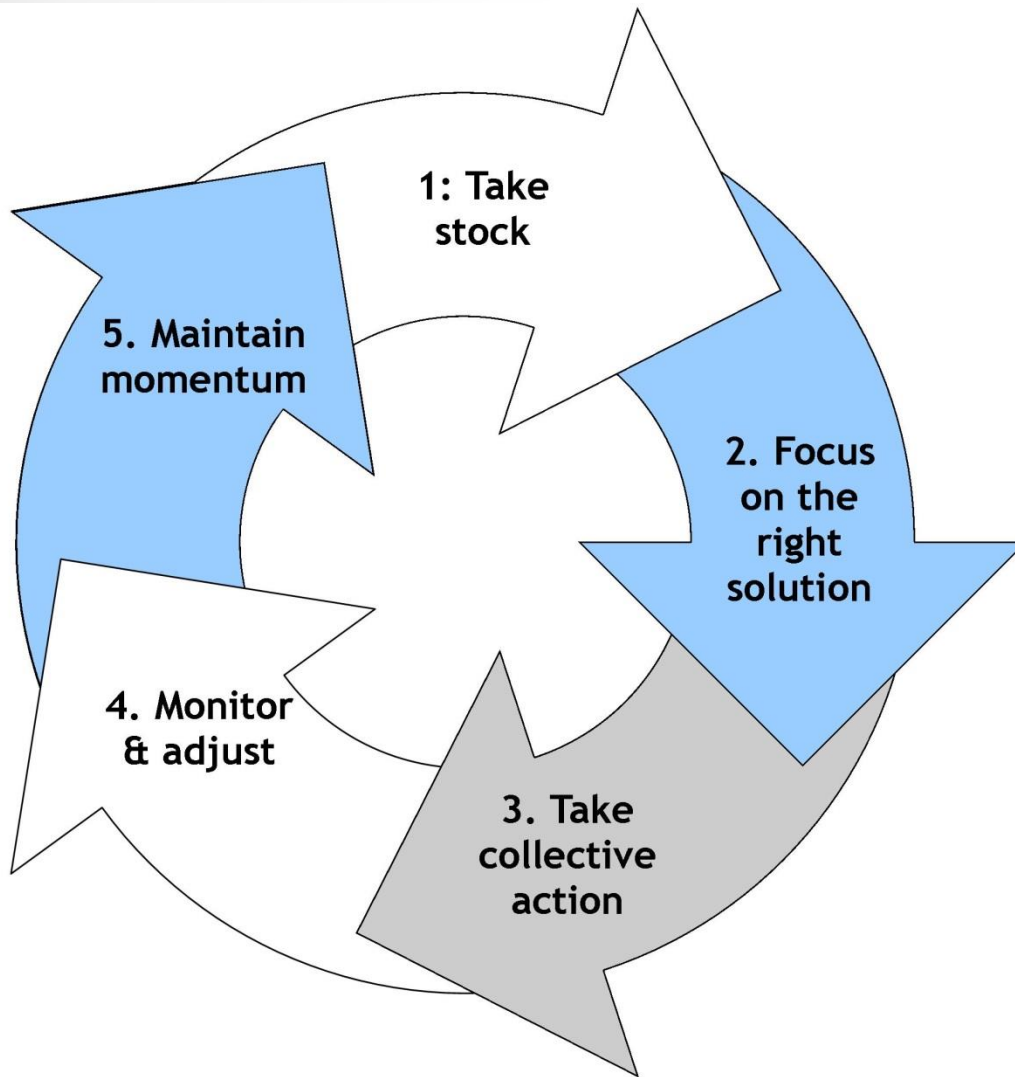 1: Take
stock
2. Focus
on the
right
solution
3. Take
collective
action
4. Monitor
& adjust
5. Maintain
momentum